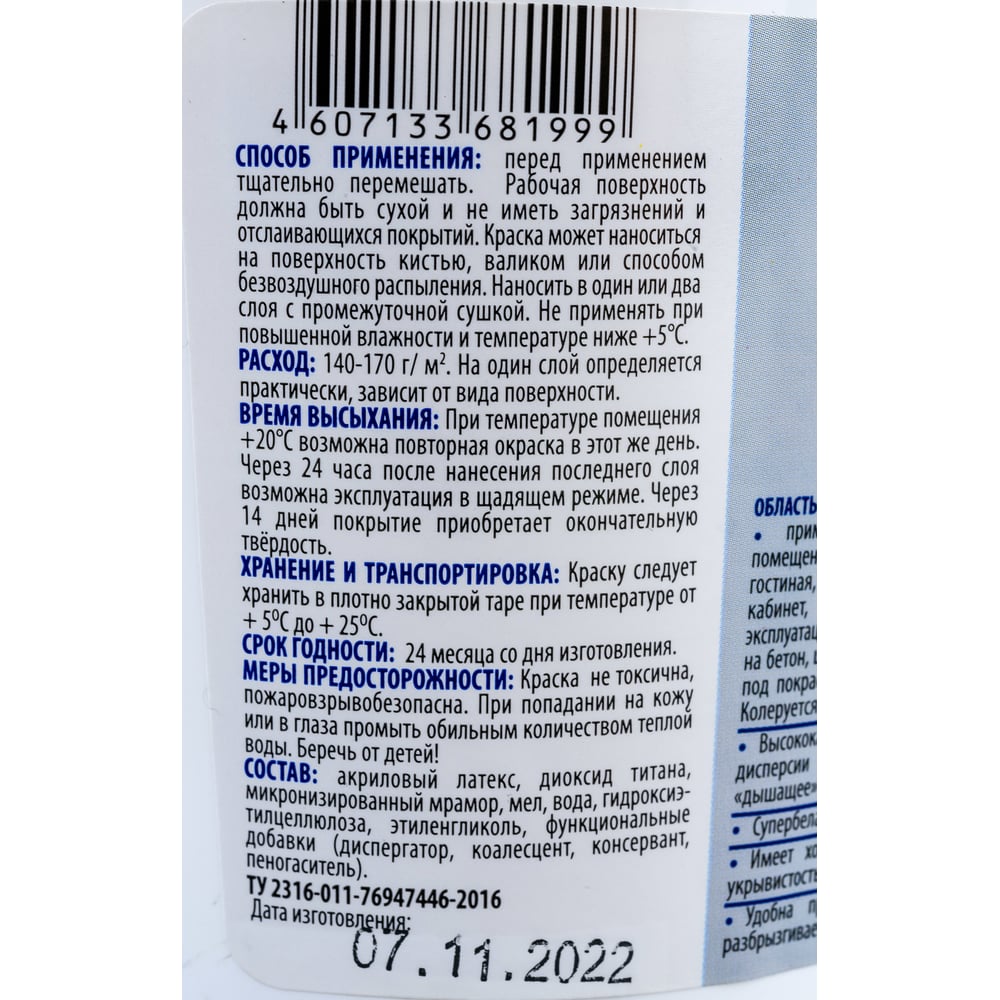 4 607133 681999
СПОСОБ ПРИМЕНЕНИЯ: перед применением
тщательно перемешать. Рабочая поверхность
должна быть сухой и не иметь загрязнений и
отслаивающихся покрытий. Краска может наноситься
на поверхность кистью, валиком или способом
безвоздушного распыления. Наносить в один или два
слоя с промежуточной сушкой. Не применять при
повышенной влажности и температуре ниже +5°С.
РАСХОД: 140-170 г/ м². На один слой определяется
практически, зависит от вида поверхности.
ВРЕМЯ ВЫСЫХАНИЯ: При температуре помещения
+20°С возможна повторная окраска в этот же день.
Через 24 часа после нанесения последнего слоя
возможна эксплуатация в щадящем режиме. Через
14 дней покрытие приобретает окончательную
твёрдость.
ХРАНЕНИЕ И ТРАНСПОРТИРОВКА: Краску следует
хранить в плотно закрытой таре при температуре от
+ 5°С до + 25°С.
СРОК ГОДНОСТИ: 24 месяца со дня изготовления.
МЕРЫ ПРЕДОСТОРОЖНОСТИ: Краска не токсична,
пожаровзрывобезопасна. При попадании на кожу
или в глаза промыть обильным количеством теплой
воды. Беречь от детей!
СОСТАВ: акриловый латекс, диоксид титана,
микронизированный мрамор, мел, вода, гидроксиэ-
тилцеллюлоза, этиленгликоль, функциональные
добавки (диспергатор, коалесцент, консервант,
пеногаситель).
ТУ 2316-011-76947446-2016
Дата изготовления:
07.11.2022
ОБЛАСТЬ
• прим
помещен
гостиная,
кабинет,
эксплуатац
на бетон,
под покра
Колеруется
• Высокок
дисперсии
«дышащее»
• Супербела
• Имеет хо
укрывистость
• Удобна п
разбрызгивае